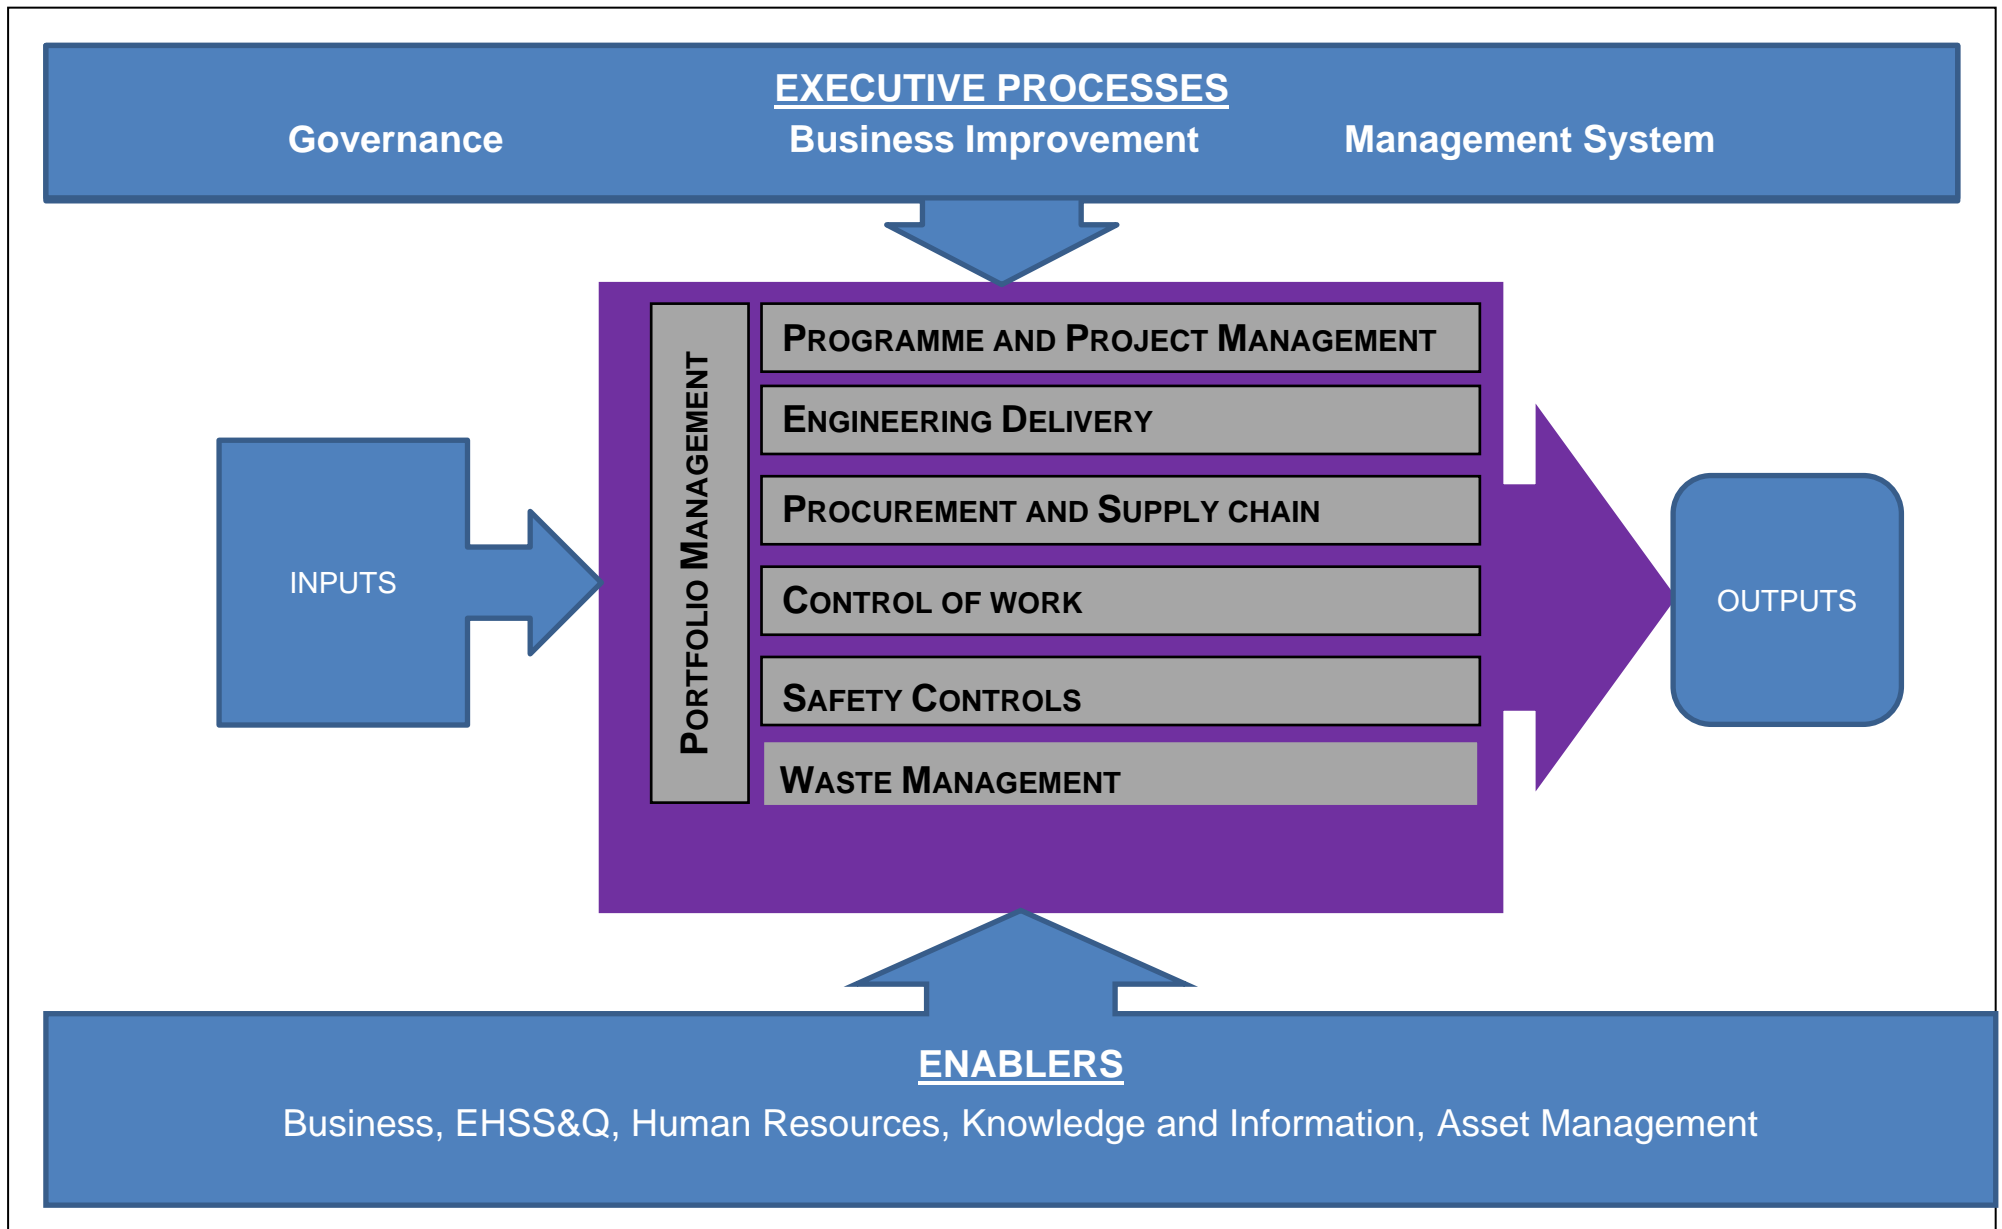 EXECUTIVE PROCESSES
Governance Business Improvement Management System
PORTFOLIO MANAGEMENT
PROGRAMME AND PROJECT MANAGEMENT
ENGINEERING DELIVERY
PROCUREMENT AND SUPPLY CHAIN
CONTROL OF WORK
SAFETY CONTROLS
WASTE MANAGEMENT
INPUTS
OUTPUTS
ENABLERS
Business, EHSS&Q, Human Resources, Knowledge and Information, Asset Management